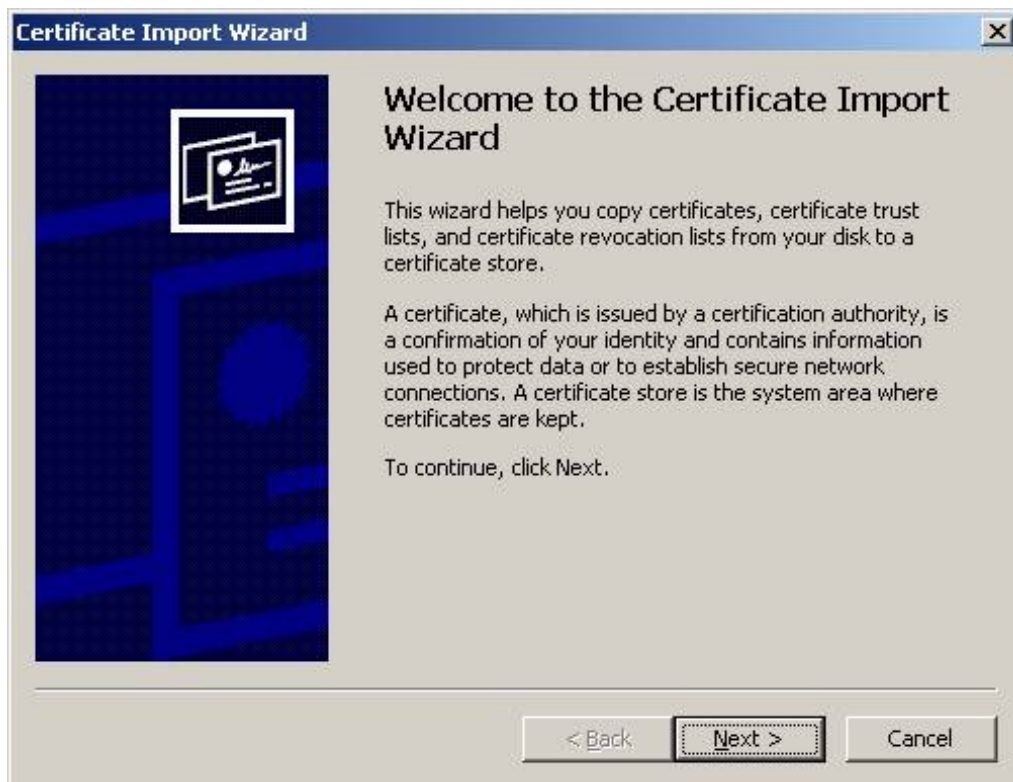 Certificate Import Wizard
Welcome to the Certificate Import
Wizard
This wizard helps you copy certificates, certificate trust
lists, and certificate revocation lists from your disk to a
certificate store.
A certificate, which is issued by a certification authority, is
a confirmation of your identity and contains information
used to protect data or to establish secure network
connections. A certificate store is the system area where
certificates are kept.
To continue, click Next.
< Back
Next >
Cancel